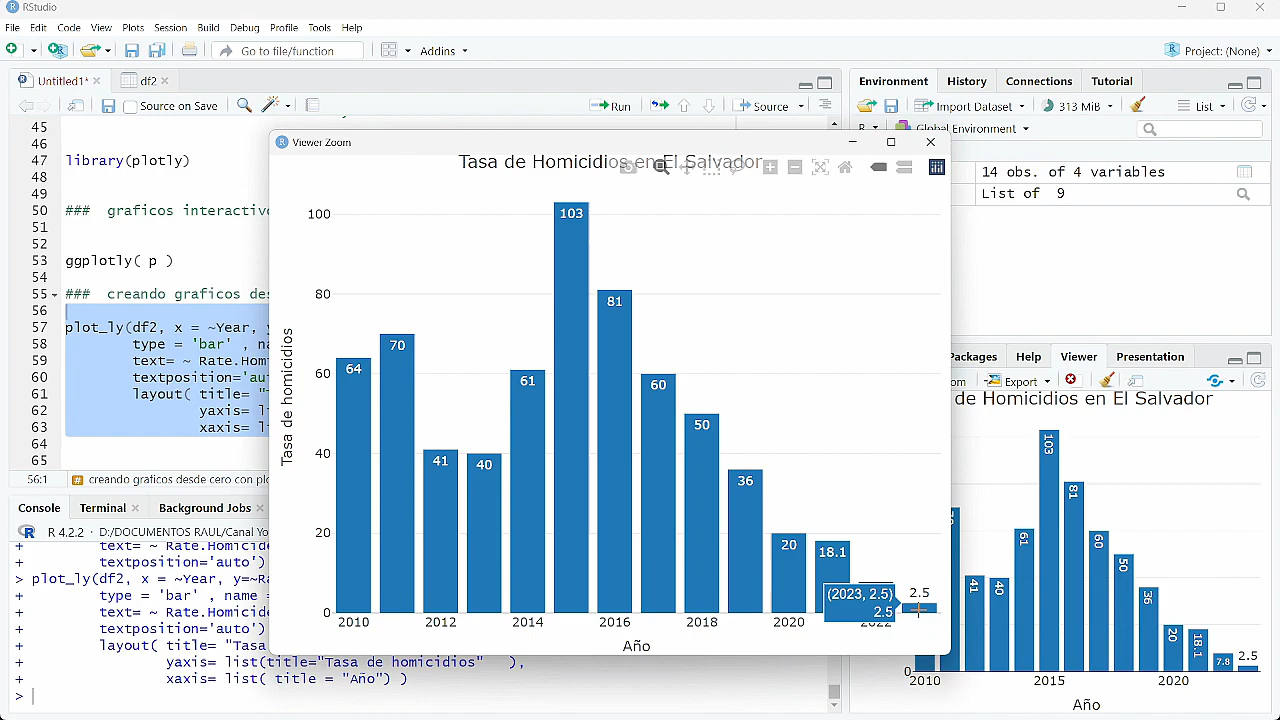 RStudio
File Edit Code View Plots Session Build Debug Profile Tools Help
Go to file/function Addins Project: (None)
Untitled1* df2
Source on Save Run Source
Environment History Connections Tutorial
Import Dataset 313 MiB List
R Global Environment
14 obs. of 4 variables
List of 9
45
46
47 library(plotly)
48
49
50 ### graficos interactivo
51
52
53 ggplotly( p )
54
55 ### creando graficos des
56
57 plot_ly(df2, x = ~Year, y
58 type = 'bar' , na
59 text= ~ Rate.Hom
60 textposition='au
61 layout( title= "
62 yaxis= li
63 xaxis= li
64
65
56:1 creando graficos desde cero con plo
Console Terminal Background Jobs
R 4.2.2 · D:/DOCUMENTOS RAUL/Canal Yo
+ text= ~ Rate.Homicide
+ textposition='auto')
> plot_ly(df2, x = ~Year, y=~Ra
+ type = 'bar' , name
+ text= ~ Rate.Homicide
+ textposition='auto')
+ layout( title= "Tasa
+ yaxis= list(title="Tasa de homicidios" ),
+ xaxis= list( title = "Año") )
>
Viewer Zoom
Tasa de Homicidios en El Salvador
Tasa de homicidios
100
80
60
40
20
0
64 70 41 40 61 103 81 60 50 36 20 18.1 2.5
(2023, 2.5)
2.5
2010 2012 2014 2016 2018 2020 2022
Año
Packages Help Viewer Presentation
om Export
de Homicidios en El Salvador
41 40 61 103 81 60 50 36 20 18.1 7.8 2.5
0
2010 2015 2020
Año